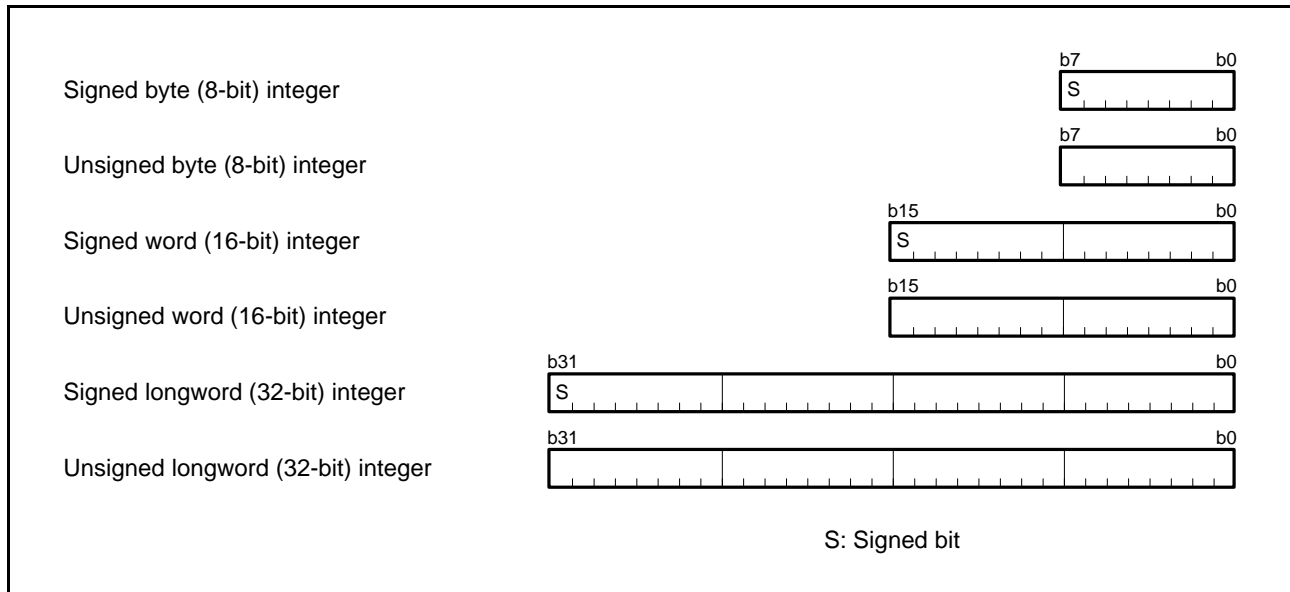 b7 b0
Signed byte (8-bit) integer S
b7 b0
Unsigned byte (8-bit) integer
b15 b0
Signed word (16-bit) integer S
b15 b0
Unsigned word (16-bit) integer
b31 b0
Signed longword (32-bit) integer S
b31 b0
Unsigned longword (32-bit) integer
S: Signed bit